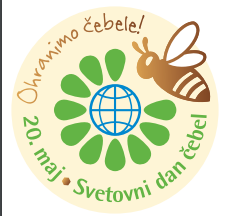 Ohranimo čebele!
20. maj • Svetovni dan čebel